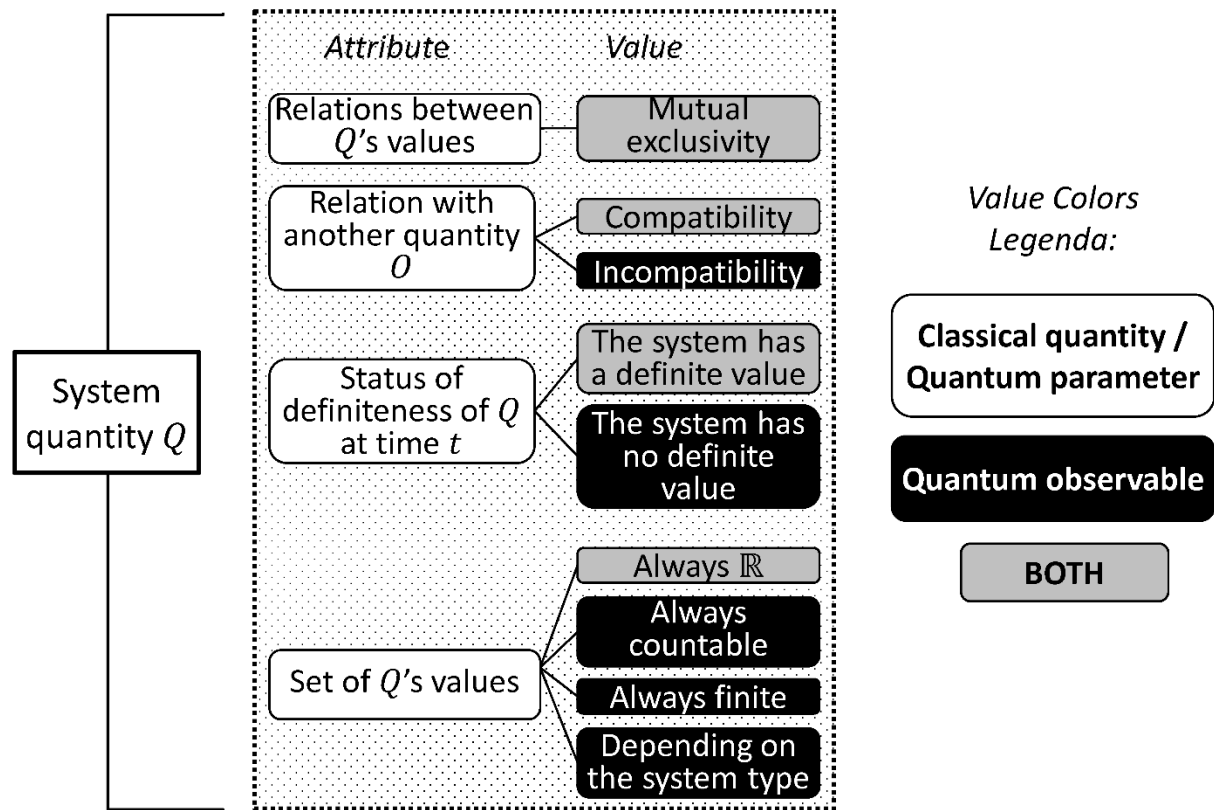 Attribute
Value
Relations between
Q's values
Mutual
exclusivity
Relation with
another quantity
O
Compatibility
Incompatibility
System
quantity Q
Status of
definiteness of Q
at time t
The system has
a definite value
The system has
no definite
value
Set of Q's values
Always ℝ
Always
countable
Always finite
Depending on
the system type
Value Colors
Legenda:
Classical quantity /
Quantum parameter
Quantum observable
BOTH